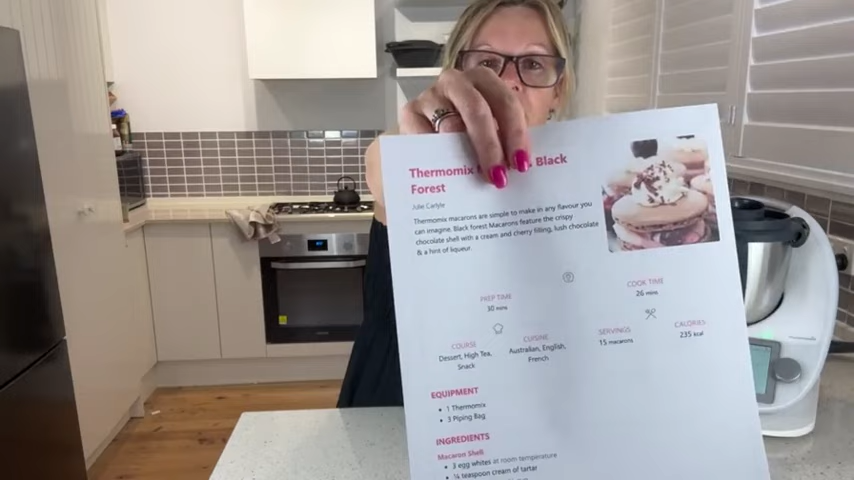 Thermomix Black
Forest
Julie Carlyle
Thermomix macarons are simple to make in any flavour you
can imagine. Black forest Macarons feature the crispy
chocolate shell with a cream and cherry filling, lush chocolate
& a hint of liqueur.
PREP TIME
30 mins
COOK TIME
26 mins
COURSE
Dessert, High Tea,
Snack
CUISINE
Australian, English,
French
SERVINGS
15 macarons
CALORIES
235 kcal
EQUIPMENT
• 1 Thermomix
• 3 Piping Bag
INGREDIENTS
Macaron Shell
• 3 egg whites at room temperature
• ¼ teaspoon cream of tartar